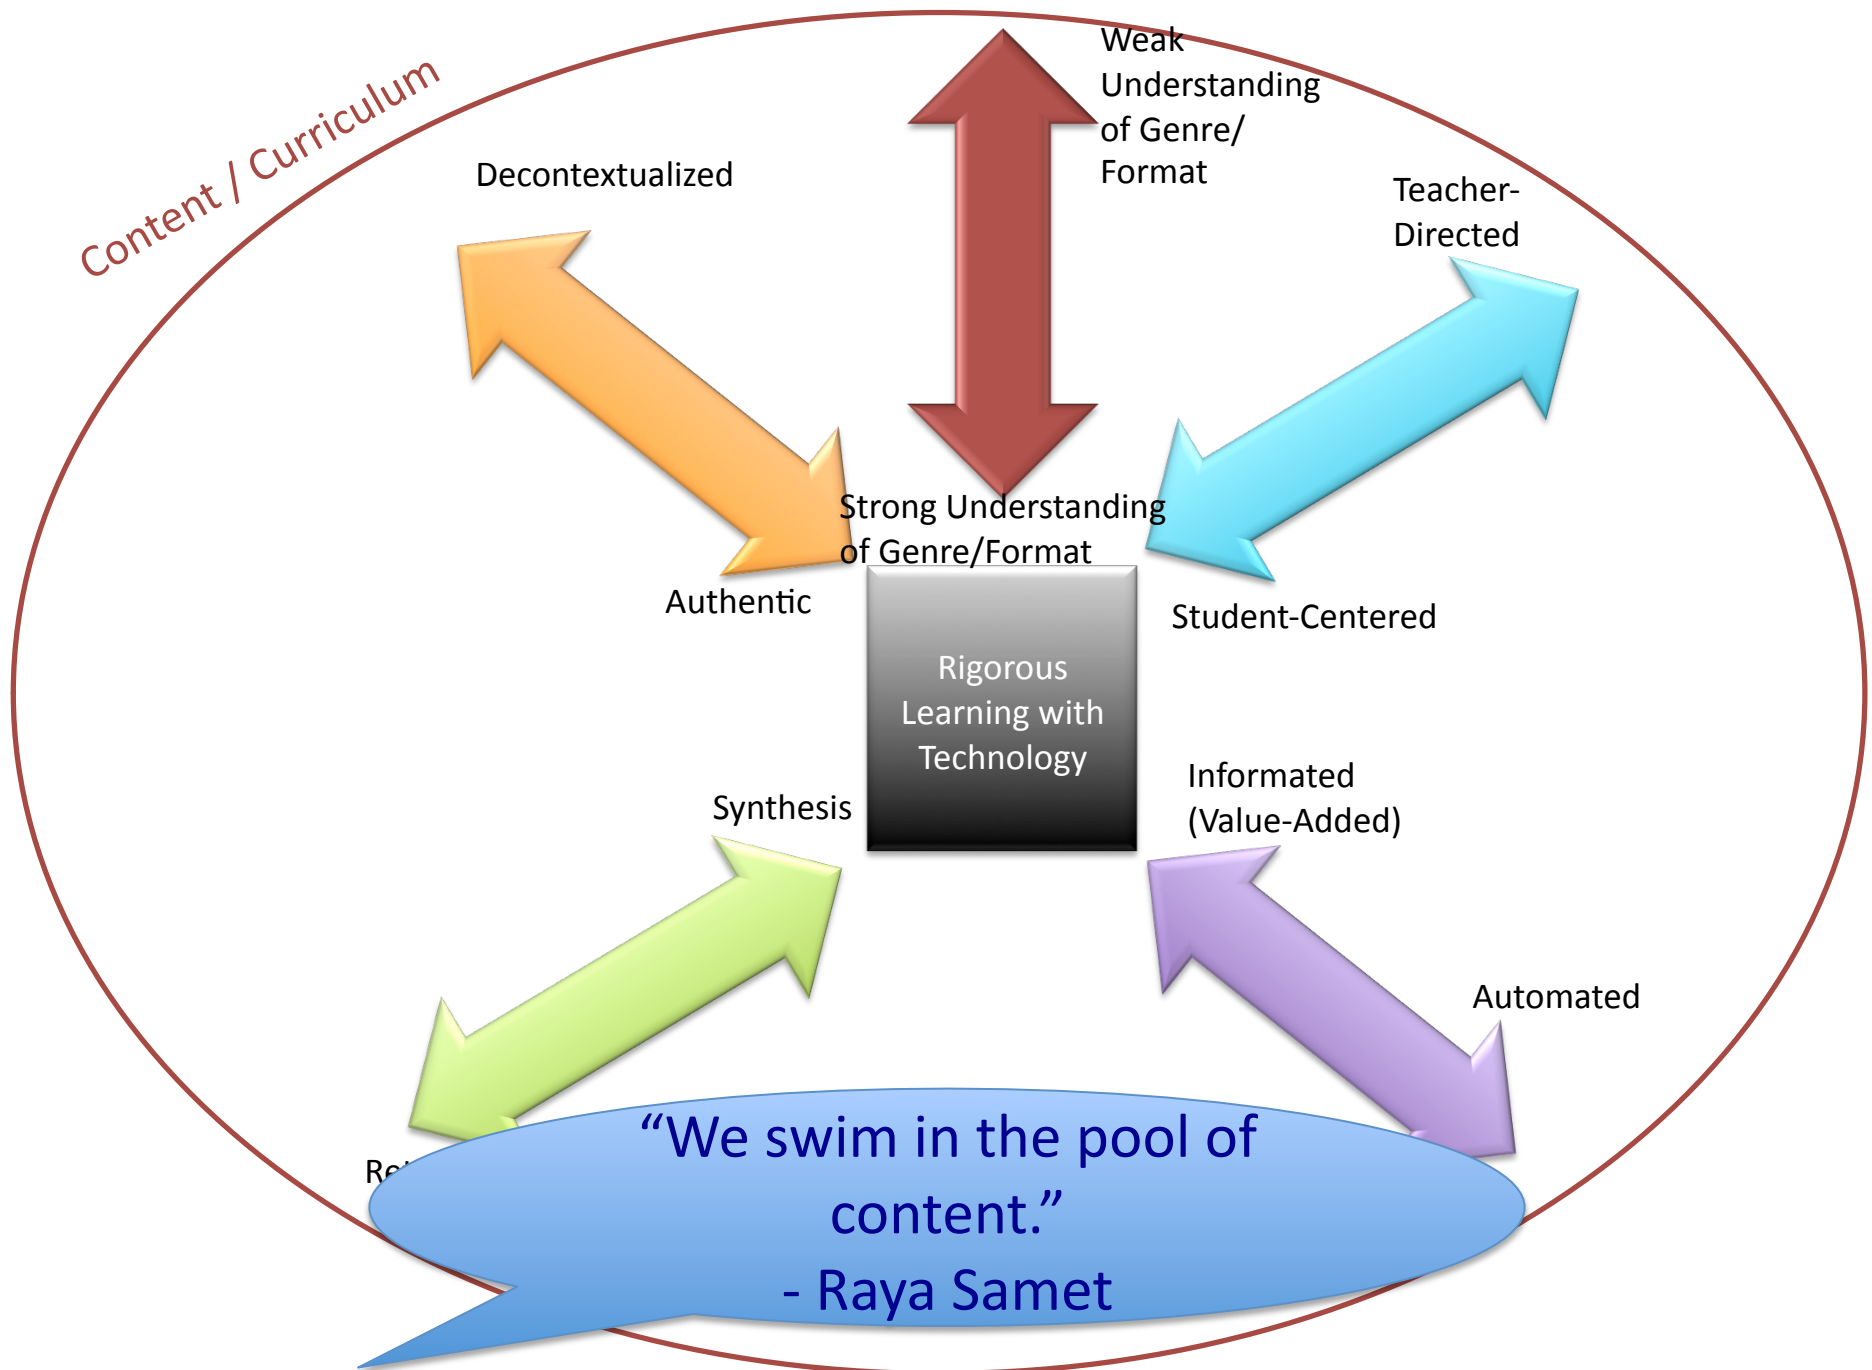 Content / Curriculum
Weak
Understanding
of Genre/
Format
Decontextualized
Teacher-
Directed
Strong Understanding
of Genre/Format
Authentic
Student-Centered
Rigorous
Learning with
Technology
Informated
(Value-Added)
Synthesis
Automated
“We swim in the pool of
content.”
- Raya Samet